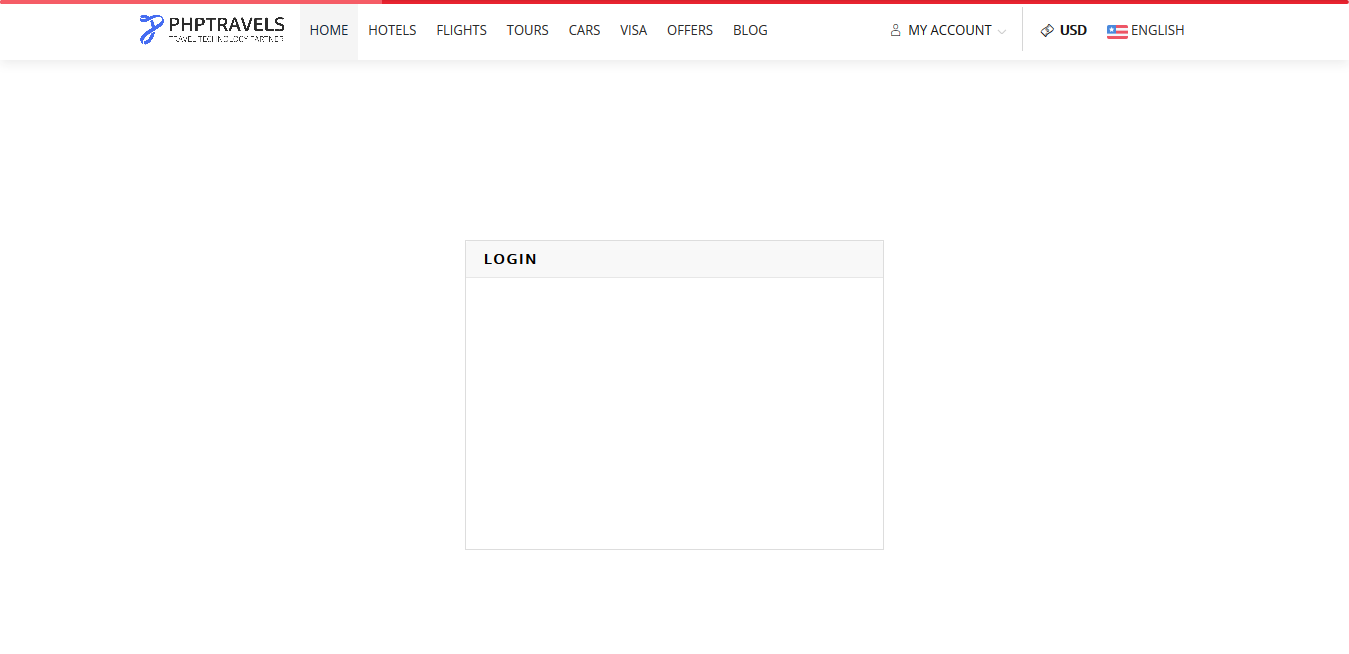 PHPTRAVELS
TRAVEL TECHNOLOGY PARTNER
HOME HOTELS FLIGHTS TOURS CARS VISA OFFERS BLOG MY ACCOUNT USD ENGLISH
LOGIN